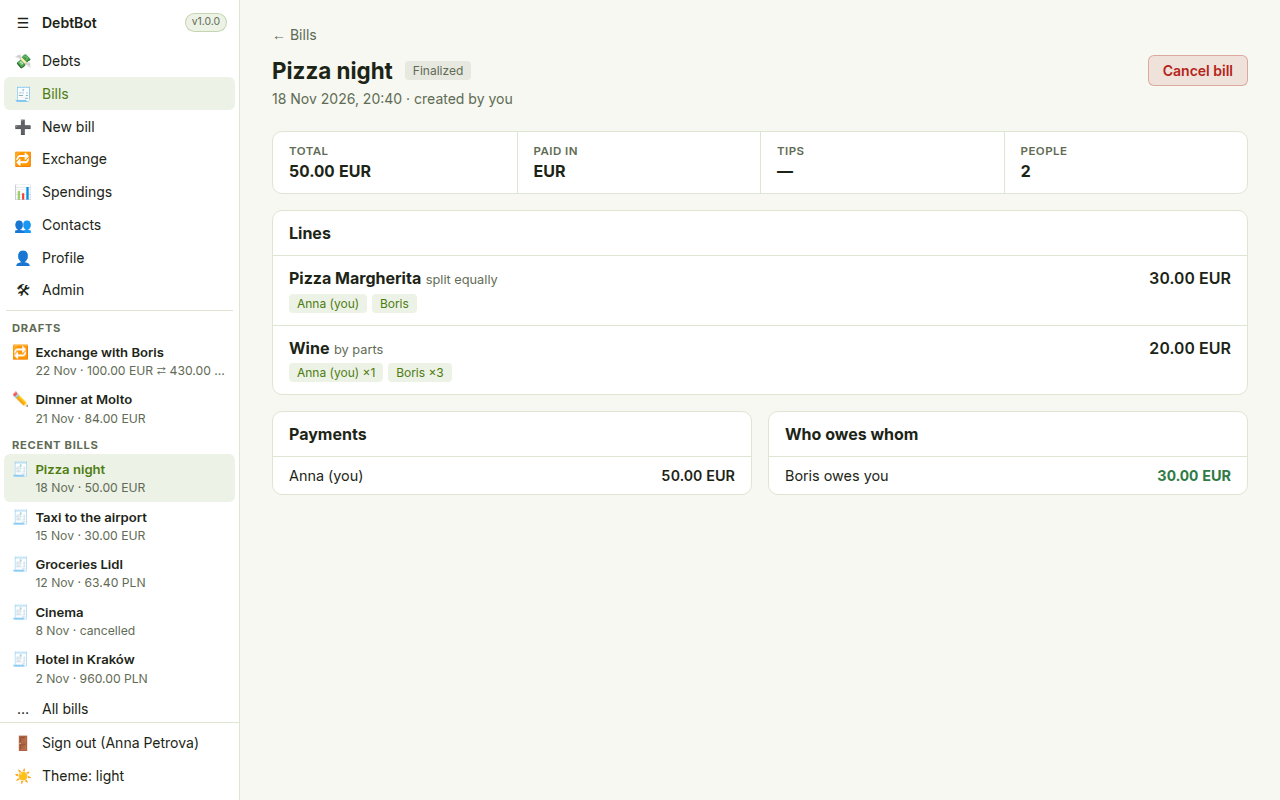 ☰ DebtBot v1.0.0
Debts
Bills
New bill
Exchange
Spendings
Contacts
Profile
Admin
DRAFTS
Exchange with Boris
22 Nov · 100.00 EUR ⇄ 430.00 ...
Dinner at Molto
21 Nov · 84.00 EUR
RECENT BILLS
Pizza night
18 Nov · 50.00 EUR
Taxi to the airport
15 Nov · 30.00 EUR
Groceries Lidl
12 Nov · 63.40 PLN
Cinema
8 Nov · cancelled
Hotel in Kraków
2 Nov · 960.00 PLN
... All bills
Sign out (Anna Petrova)
Theme: light
← Bills
Pizza night Finalized
Cancel bill
18 Nov 2026, 20:40 · created by you
TOTAL
50.00 EUR
PAID IN
EUR
TIPS
—
PEOPLE
2
Lines
Pizza Margherita split equally 30.00 EUR
Anna (you) Boris
Wine by parts 20.00 EUR
Anna (you) ×1 Boris ×3
Payments
Anna (you) 50.00 EUR
Who owes whom
Boris owes you 30.00 EUR